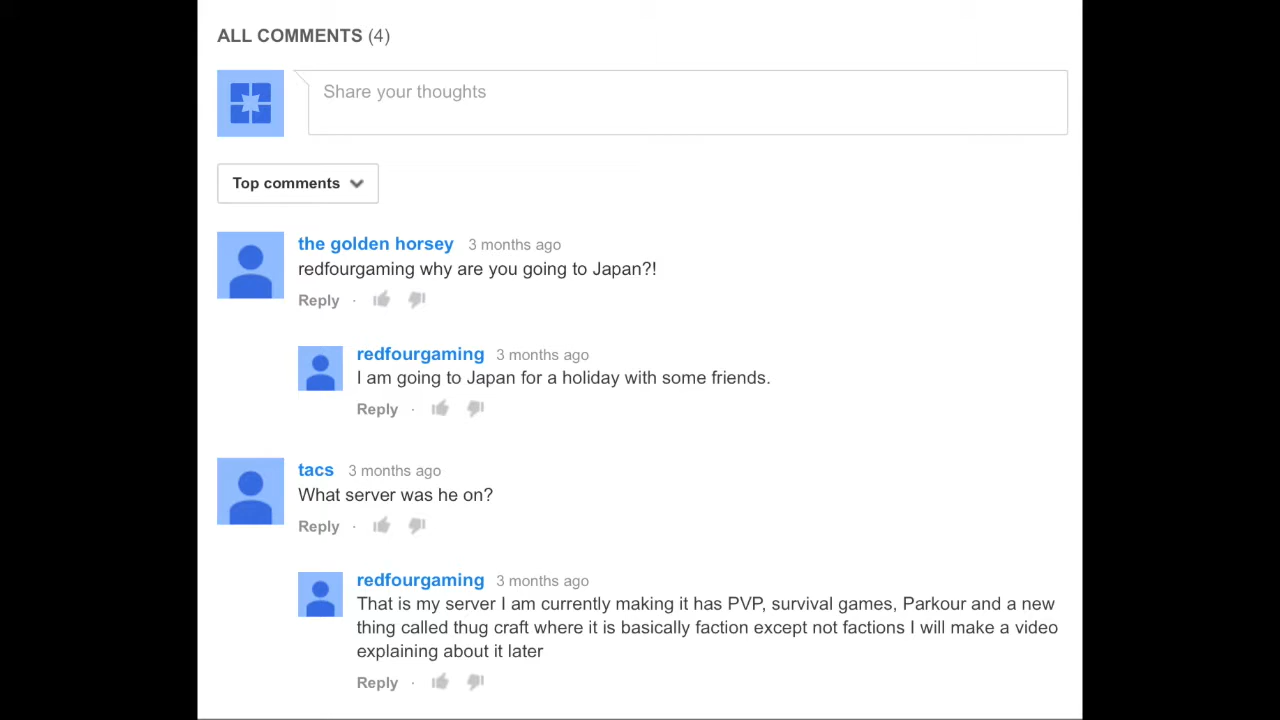 ALL COMMENTS (4)
Share your thoughts
Top comments
the golden horsey 3 months ago
redfourgaming why are you going to Japan?!
Reply ·
redfourgaming 3 months ago
I am going to Japan for a holiday with some friends.
Reply ·
tacs 3 months ago
What server was he on?
Reply ·
redfourgaming 3 months ago
That is my server I am currently making it has PVP, survival games, Parkour and a new
thing called thug craft where it is basically faction except not factions I will make a video
explaining about it later
Reply ·